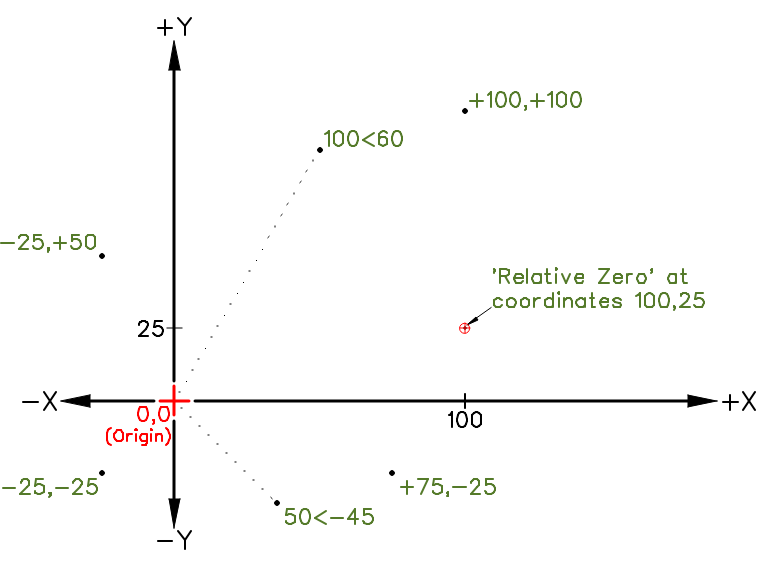 +Y
+100,+100
100<60
-25,+50
'Relative Zero' at
coordinates 100,25
25
-X
+X
0,0
(Origin)
100
-25,-25
+75,-25
50<-45
-Y